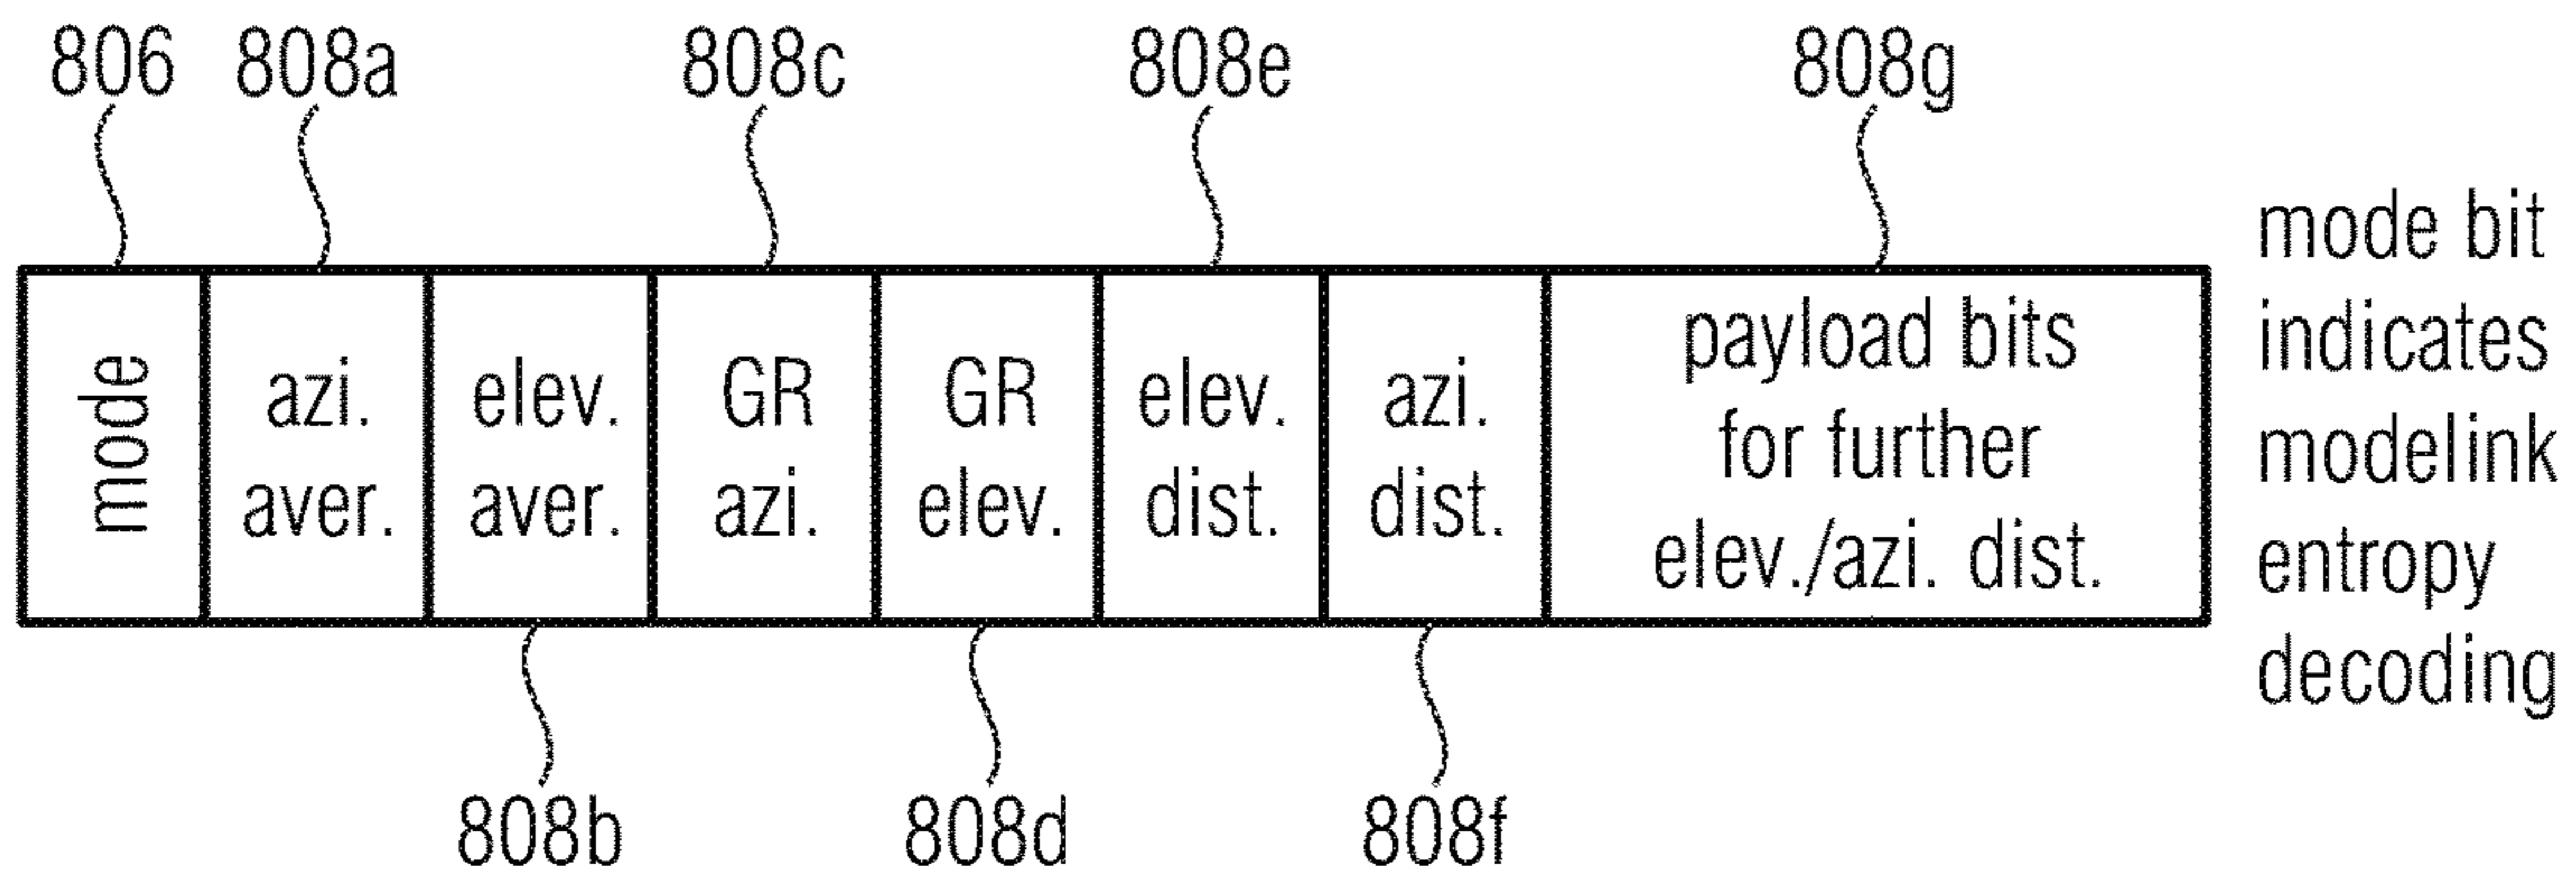 806 808a 808c 808e 808g
mode
azi.
aver.
elev.
aver.
GR
azi.
GR
elev.
elev.
dist.
azi.
dist.
payload bits
for further
elev./azi. dist.
mode bit
indicates
modelink
entropy
decoding
808b 808d 808f